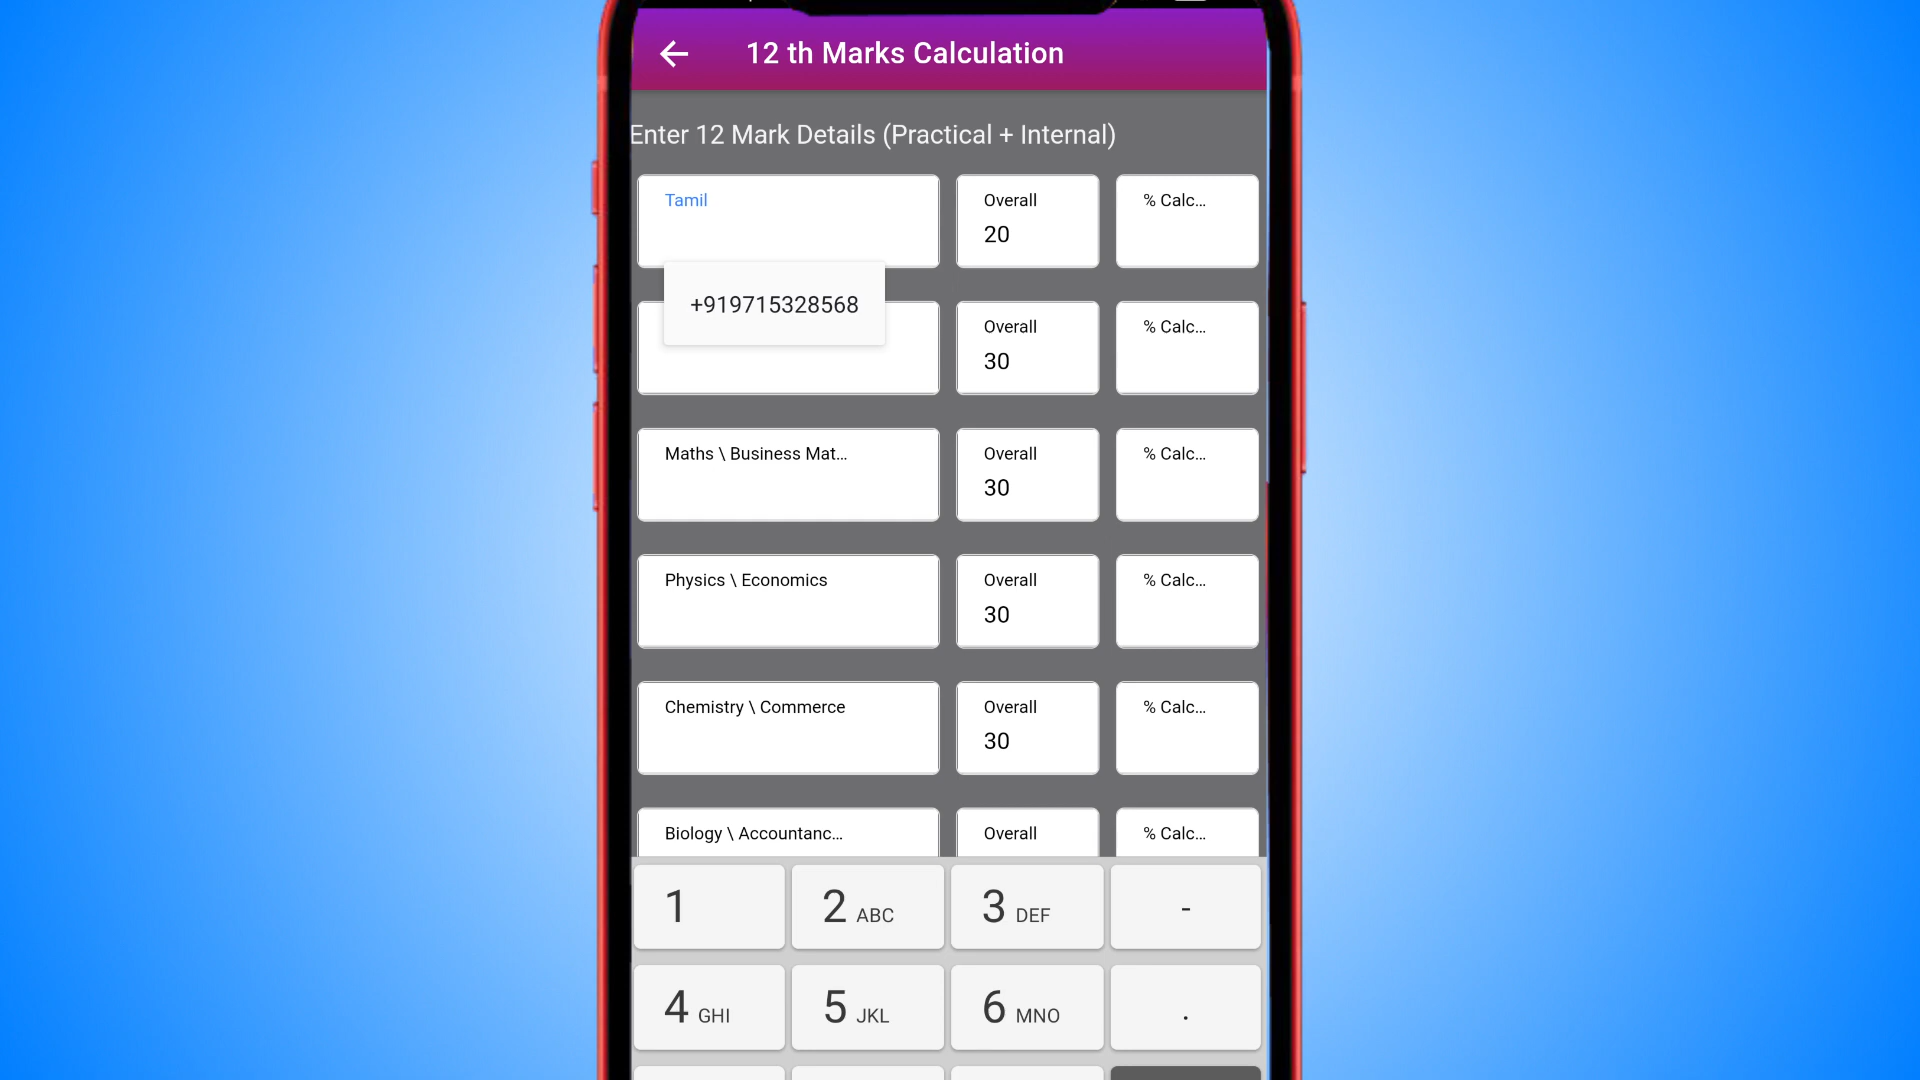 12 th Marks Calculation
Enter 12 Mark Details (Practical + Internal)
Tamil Overall % Calc...
20
+919715328568
Overall % Calc...
30
Maths \ Business Mat... Overall % Calc...
30
Physics \ Economics Overall % Calc...
30
Chemistry \ Commerce Overall % Calc...
30
Biology \ Accountanc... Overall % Calc...
1 2 ABC 3 DEF -
4 GHI 5 JKL 6 MNO .